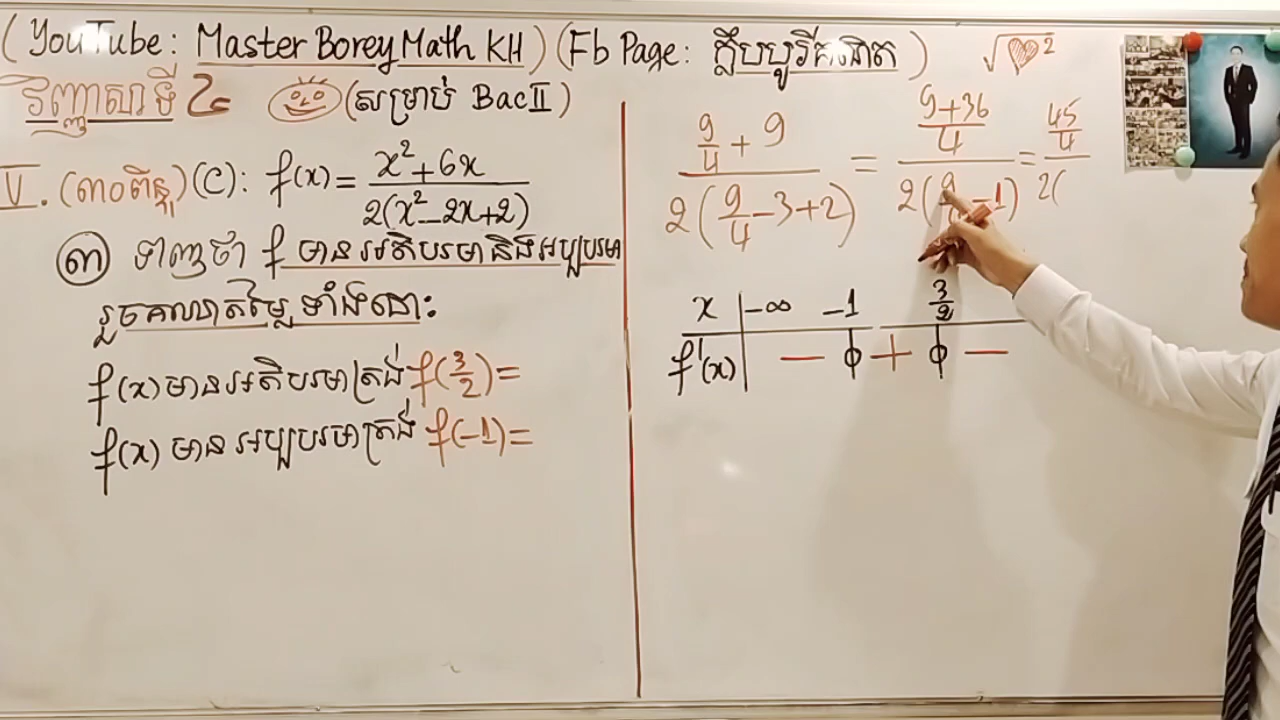 ( YouTube: Master Borey Math KH ) (Fb Page: ក្លឹបបូរីគណិត )
√♡²
វិញ្ញាសាទី
(សម្រាប់ Bac II)
V. (៣០ពិន្ទុ) (C): f(x) = (x²+6x)/(2(x²-2x+2))
③ ទាញថា f មានអតិបរមានិងអប្បបរមា
រួចគណនាតម្លៃទាំងនោះ:
f(x) មានអតិបរមាត្រង់ f(3/2) =
f(x) មានអប្បបរមាត្រង់ f(-1) =
(9/4 + 9)/(2(9/4 - 3 + 2)) = ((9+36)/4)/(2(9/4 - 1)) = (45/4)/(2(
x | -∞ -1 3/2
f'(x) | − 0 + 0 −